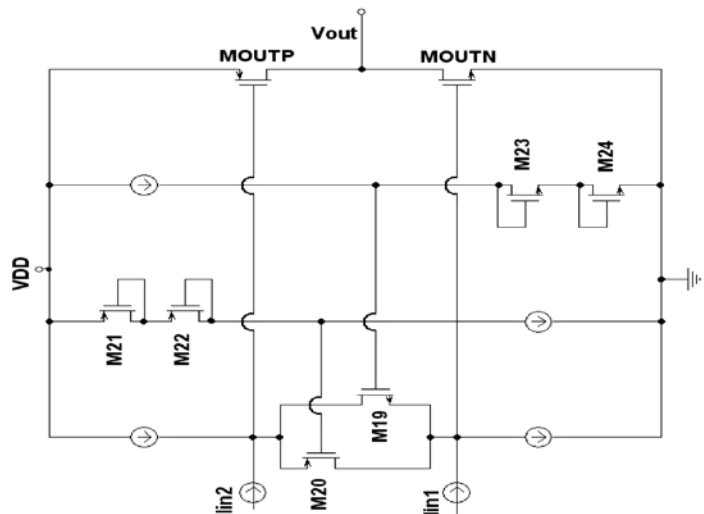 Vout
MOUTP
MOUTN
M23
M24
VDD
M21
M22
M19
M20
Iin2
Iin1